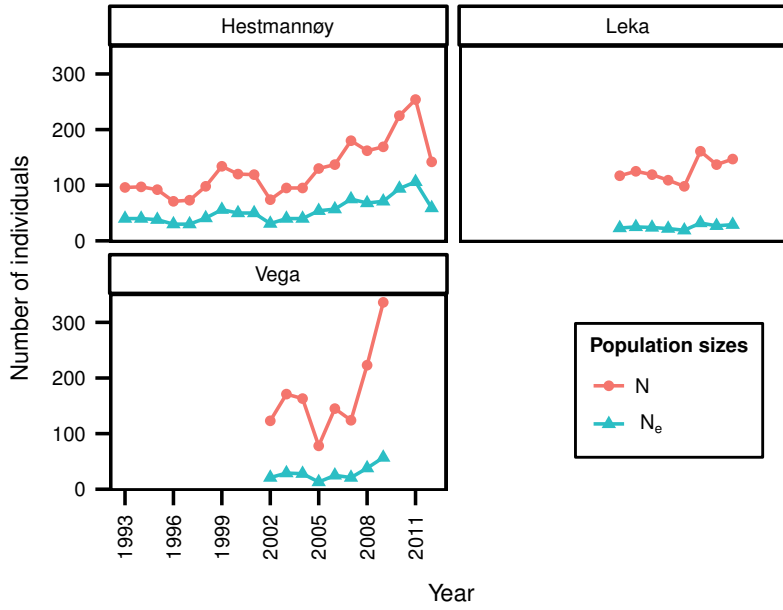 Hestmannøy
Leka
300
200
100
0
Vega
300
200
100
0
1993
1996
1999
2002
2005
2008
2011
Number of individuals
Year
Population sizes
N
Nₑ